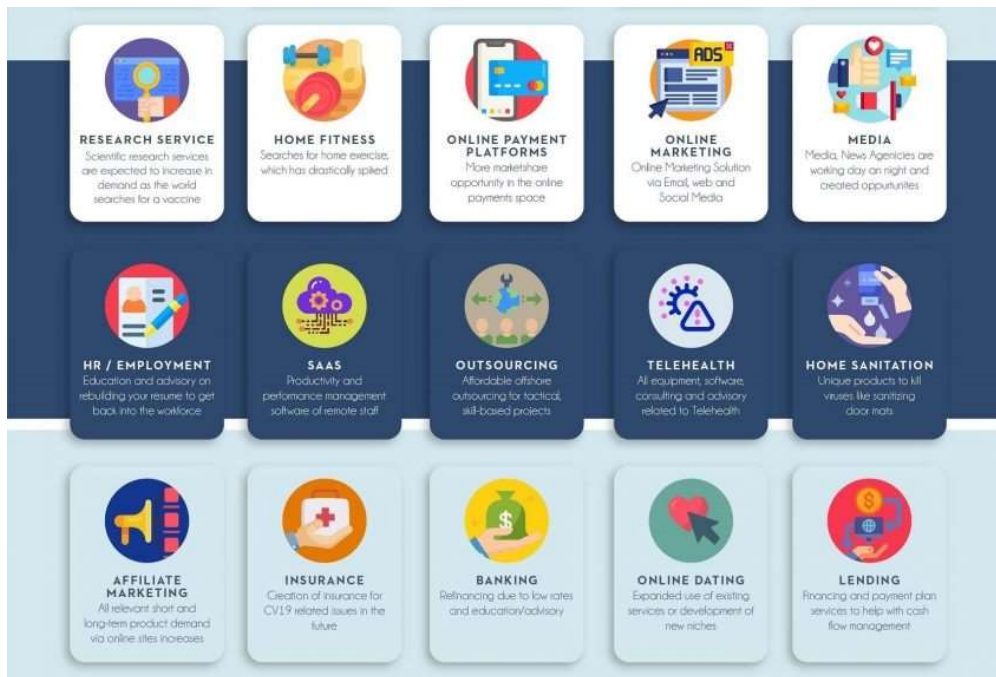 RESEARCH SERVICE
Scientific research services
are expected to increase in
demand as the world
searches for a vaccine
HOME FITNESS
Searches for home exercise,
which has drastically spiked
ONLINE PAYMENT
PLATFORMS
More marketshare
opportunity in the online
payments space
ADS
ONLINE
MARKETING
Online Marketing Solution
via Email, web and
Social Media
MEDIA
Media, News Agenicies are
working day an night and
created oppurtunites
HR / EMPLOYMENT
Education and advisory on
rebuilding your resume to get
back into the workforce
SAAS
Productivity and
performance management
software of remote staff
OUTSOURCING
Affordable offshore
outsourcing for tactical,
skill-based projects
TELEHEALTH
All equipment, software,
consulting and advisory
related to Telehealth
HOME SANITATION
Unique products to kill
viruses like sanitizing
door mats
AFFILIATE
MARKETING
All relevant short and
long-term product demand
via online sites increases
INSURANCE
Creation of insurance for
CV19 related issues in the
future
$
BANKING
Refinancing due to low rates
and education/advisory
ONLINE DATING
Expanded use of existing
services or development of
new niches
$
LENDING
Financing and payment plan
services to help with cash
flow management